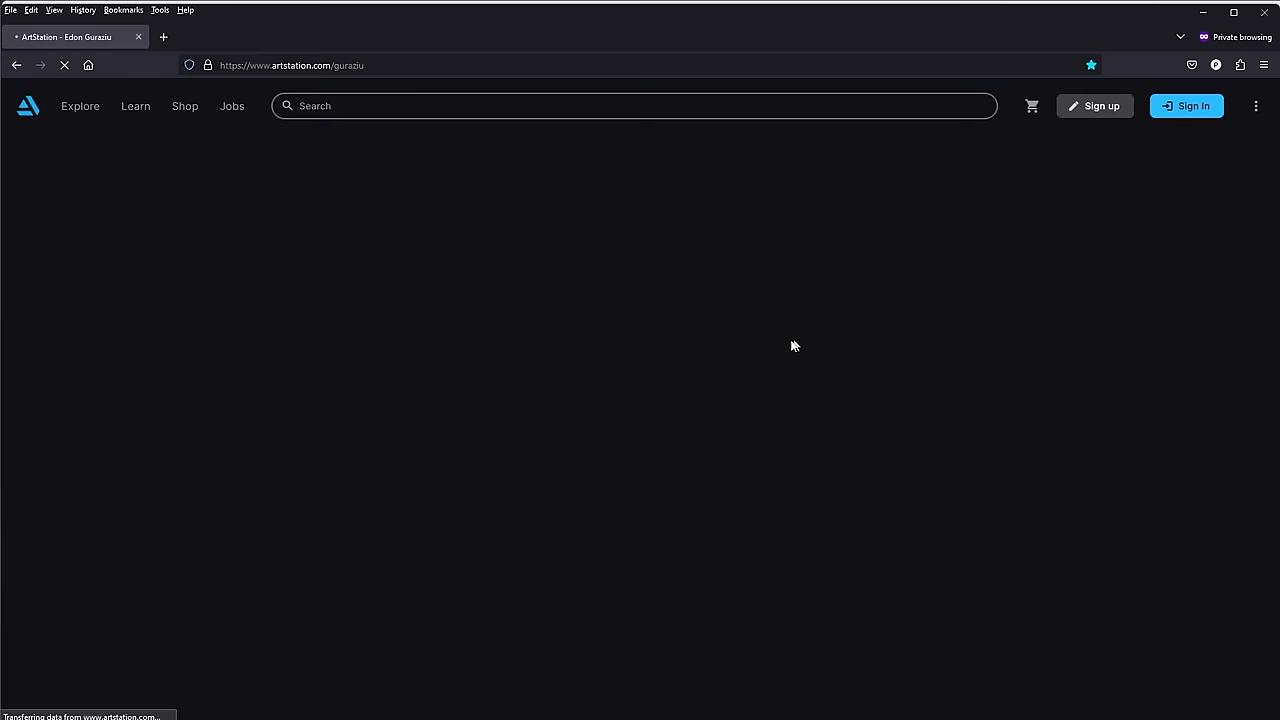 File Edit View History Bookmarks Tools Help
ArtStation - Edon Guraziu
Private browsing
https://www.artstation.com/guraziu
Explore Learn Shop Jobs Search Sign up Sign In
Transferring data from www.artstation.com...